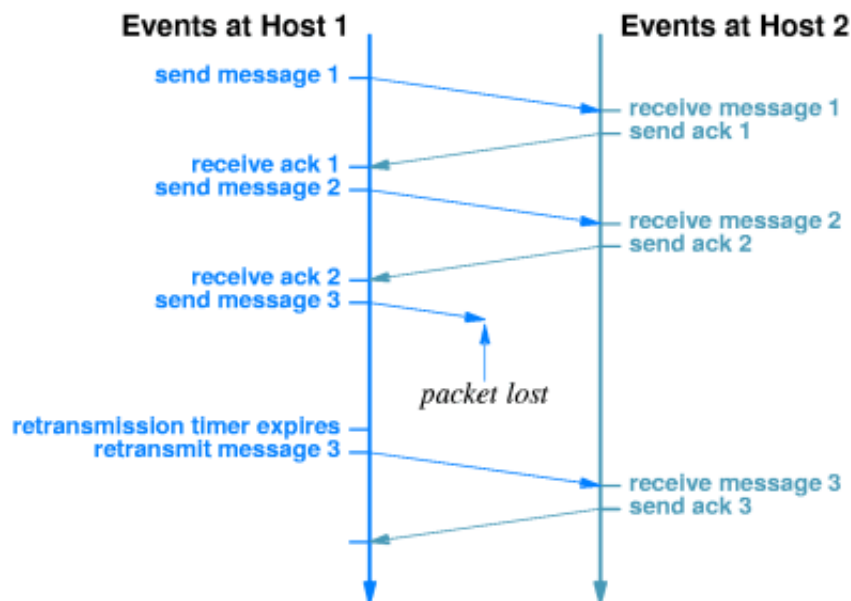 Events at Host 1
Events at Host 2
send message 1
receive message 1
send ack 1
receive ack 1
send message 2
receive message 2
send ack 2
receive ack 2
send message 3
packet lost
retransmission timer expires
retransmit message 3
receive message 3
send ack 3